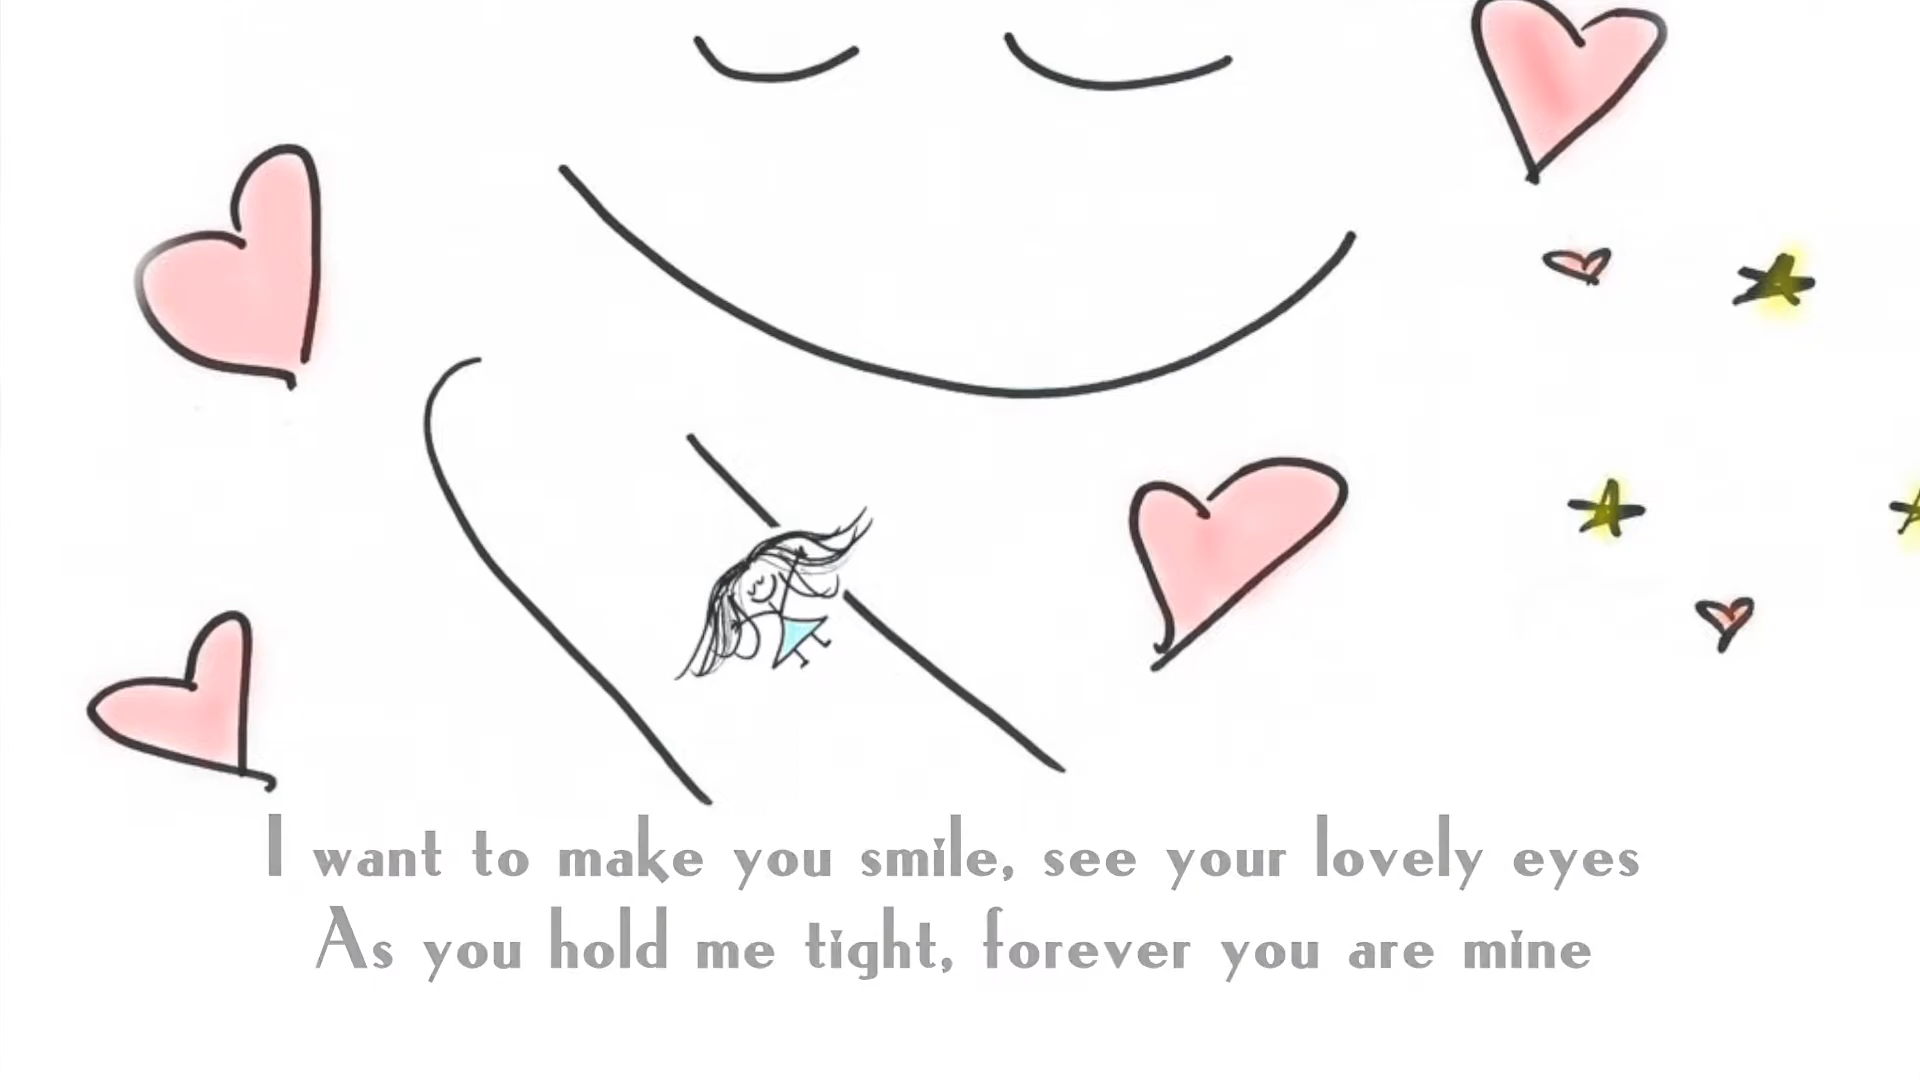 I want to make you smile, see your lovely eyes
As you hold me tight, forever you are mine